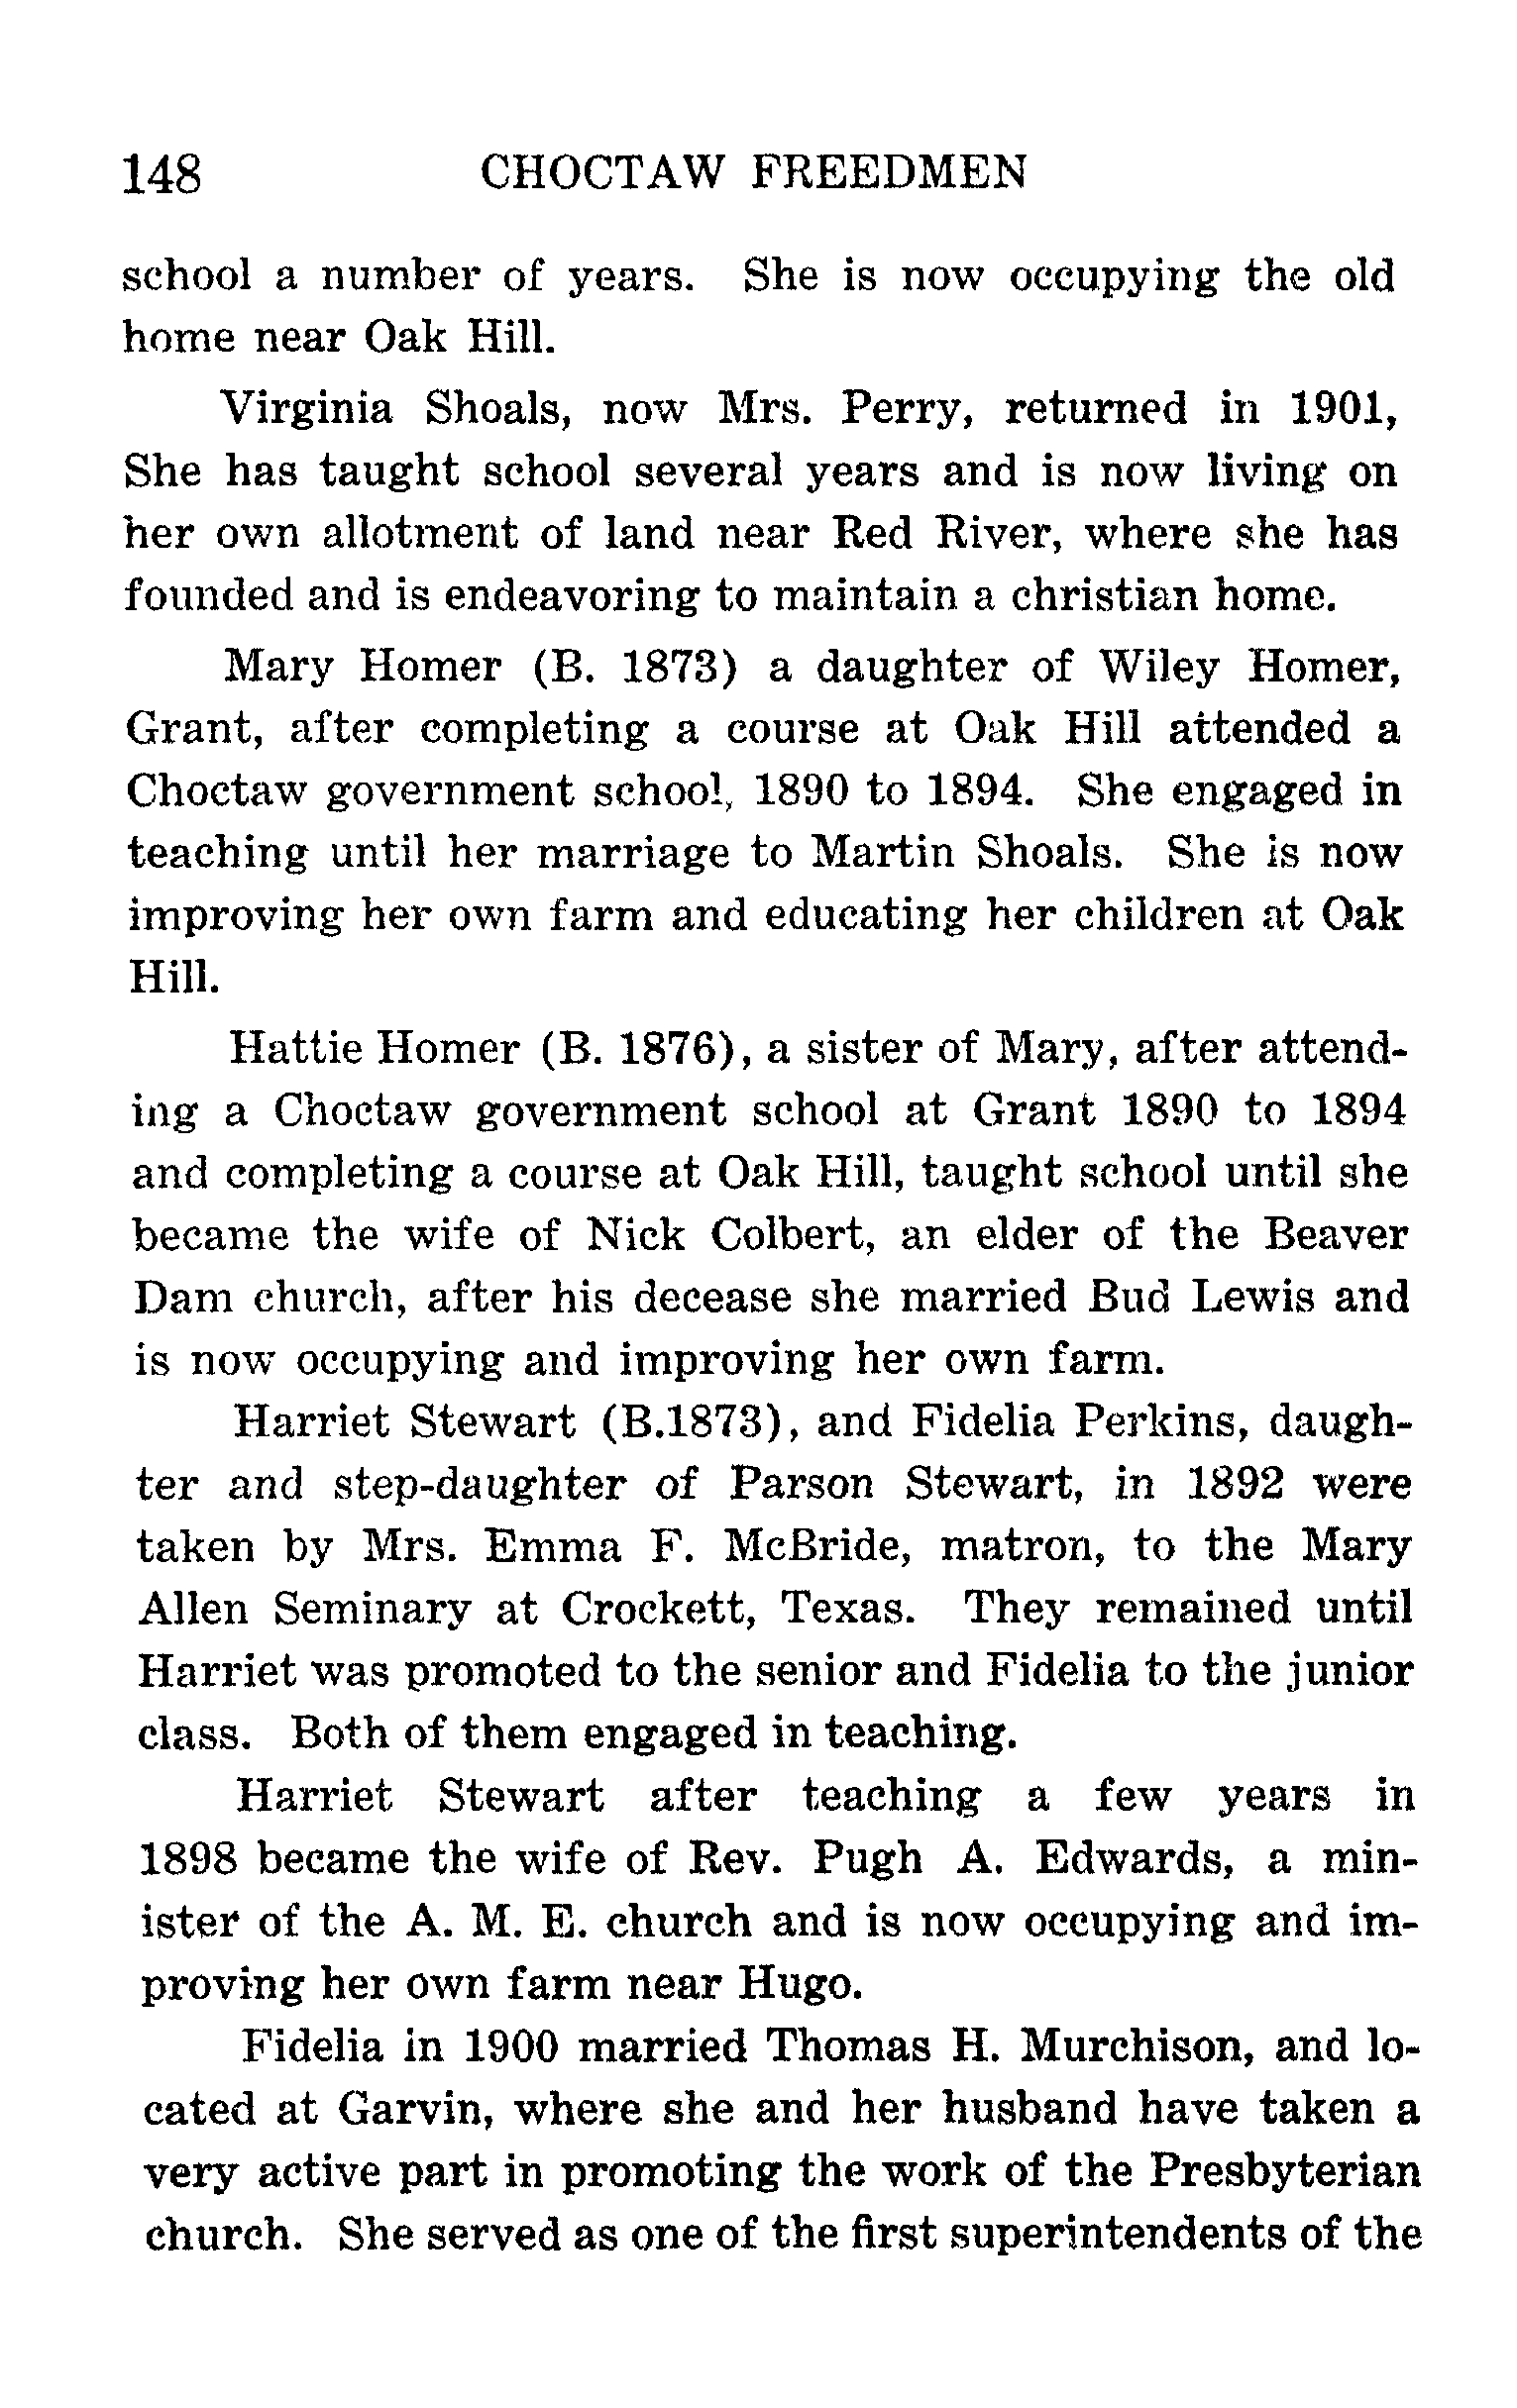 148 CHOCTAW FREEDMEN
school a number of years. She is now occupying the old
home near Oak Hill.
Virginia Shoals, now Mrs. Perry, returned in 1901,
She has taught school several years and is now living on
her own allotment of land near Red River, where she has
founded and is endeavoring to maintain a christian home.
Mary Homer (B. 1873) a daughter of Wiley Homer,
Grant, after completing a course at Oak Hill attended a
Choctaw government school, 1890 to 1894. She engaged in
teaching until her marriage to Martin Shoals. She is now
improving her own farm and educating her children at Oak
Hill.
Hattie Homer (B. 1876), a sister of Mary, after attend-
ing a Choctaw government school at Grant 1890 to 1894
and completing a course at Oak Hill, taught school until she
became the wife of Nick Colbert, an elder of the Beaver
Dam church, after his decease she married Bud Lewis and
is now occupying and improving her own farm.
Harriet Stewart (B.1873), and Fidelia Perkins, daugh-
ter and step-daughter of Parson Stewart, in 1892 were
taken by Mrs. Emma F. McBride, matron, to the Mary
Allen Seminary at Crockett, Texas. They remained until
Harriet was promoted to the senior and Fidelia to the junior
class. Both of them engaged in teaching.
Harriet Stewart after teaching a few years in
1898 became the wife of Rev. Pugh A. Edwards, a min-
ister of the A. M. E. church and is now occupying and im-
proving her own farm near Hugo.
Fidelia in 1900 married Thomas H. Murchison, and lo-
cated at Garvin, where she and her husband have taken a
very active part in promoting the work of the Presbyterian
church. She served as one of the first superintendents of the